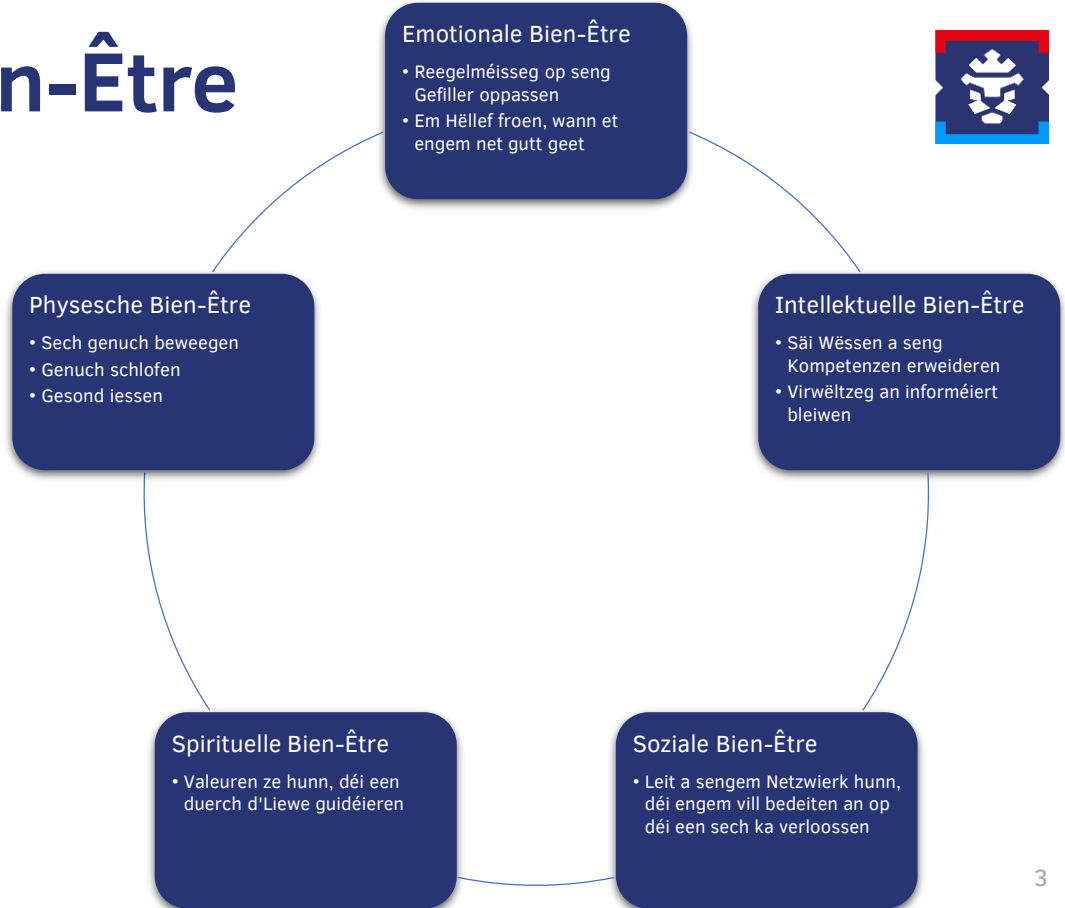 n-Être
Emotionale Bien-Être
• Reegelméisseg op seng
Gefiller oppassen
• Em Hëllef froen, wann et
engem net gutt geet
Physesche Bien-Être
• Sech genuch beweegen
• Genuch schlofen
• Gesond iessen
Intellektuelle Bien-Être
• Säi Wëssen a seng
Kompetenzen erweideren
• Virwëltzeg an informéiert
bleiwen
Spirituelle Bien-Être
• Valeuren ze hunn, déi een
duerch d'Liewe guidéieren
Soziale Bien-Être
• Leit a sengem Netzwierk hunn,
déi engem vill bedeiten an op
déi een sech ka verloossen
3